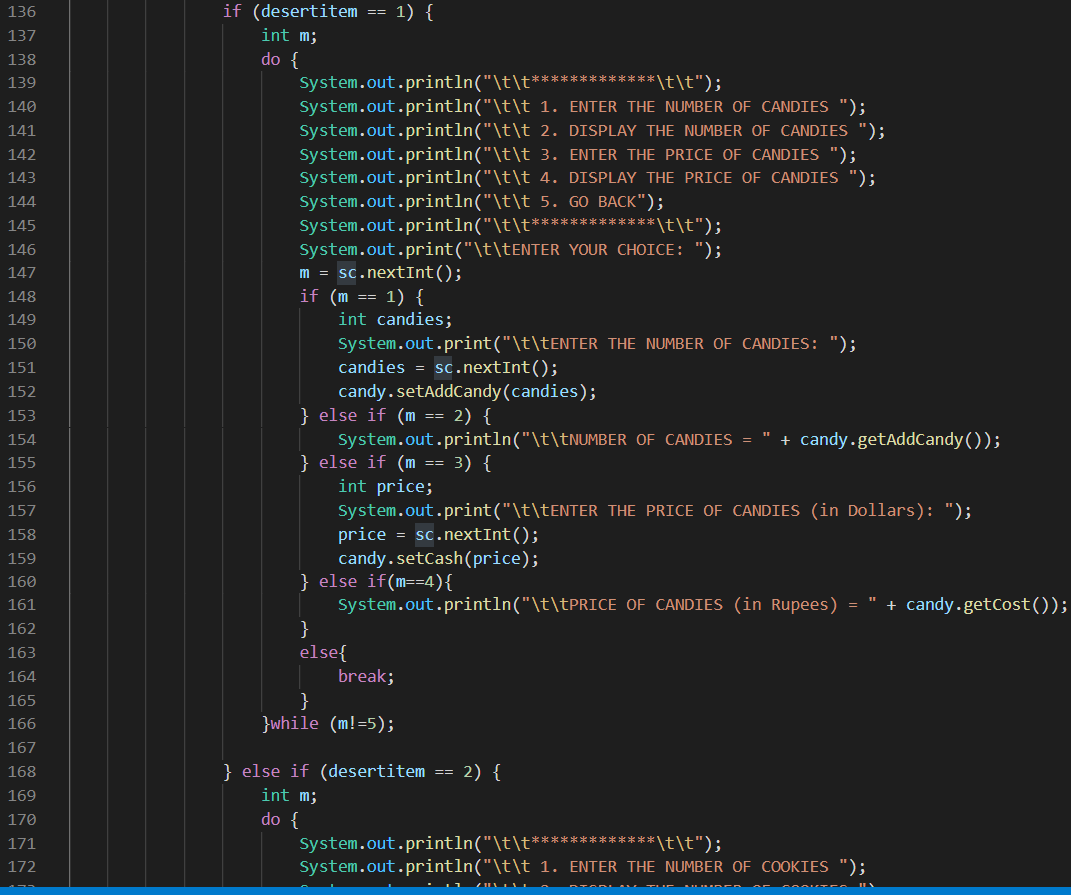 136 if (desertitem == 1) {
137 int m;
138 do {
139 System.out.println("\t\t*************\t\t");
140 System.out.println("\t\t 1. ENTER THE NUMBER OF CANDIES ");
141 System.out.println("\t\t 2. DISPLAY THE NUMBER OF CANDIES ");
142 System.out.println("\t\t 3. ENTER THE PRICE OF CANDIES ");
143 System.out.println("\t\t 4. DISPLAY THE PRICE OF CANDIES ");
144 System.out.println("\t\t 5. GO BACK");
145 System.out.println("\t\t*************\t\t");
146 System.out.print("\t\tENTER YOUR CHOICE: ");
147 m = sc.nextInt();
148 if (m == 1) {
149 int candies;
150 System.out.print("\t\tENTER THE NUMBER OF CANDIES: ");
151 candies = sc.nextInt();
152 candy.setAddCandy(candies);
153 } else if (m == 2) {
154 System.out.println("\t\tNUMBER OF CANDIES = " + candy.getAddCandy());
155 } else if (m == 3) {
156 int price;
157 System.out.print("\t\tENTER THE PRICE OF CANDIES (in Dollars): ");
158 price = sc.nextInt();
159 candy.setCash(price);
160 } else if(m==4){
161 System.out.println("\t\tPRICE OF CANDIES (in Rupees) = " + candy.getCost());
162 }
163 else{
164 break;
165 }
166 }while (m!=5);
167
168 } else if (desertitem == 2) {
169 int m;
170 do {
171 System.out.println("\t\t*************\t\t");
172 System.out.println("\t\t 1. ENTER THE NUMBER OF COOKIES ");